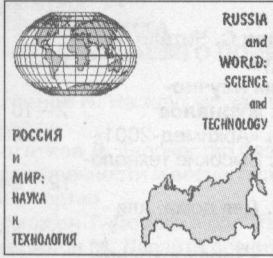 RUSSIA
and
WORLD:
SCIENCE
and
TECHNOLOGY
РОССИЯ
и
МИР:
НАУКА
и
ТЕХНОЛОГИЯ